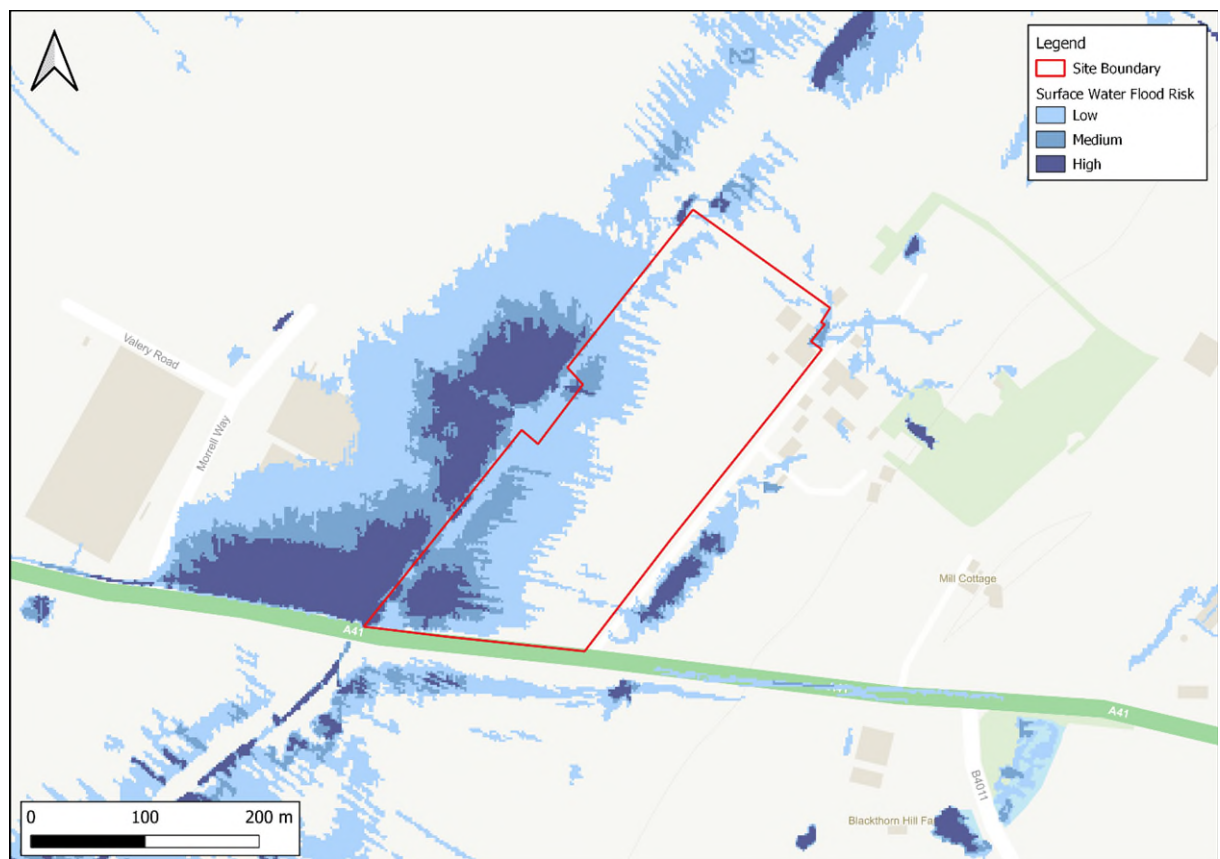 Legend
Site Boundary
Surface Water Flood Risk
Low
Medium
High
Valery Road
Morrell Way
Mill Cottage
A41
A41
B4011
Blackthorn Hill Fa
0 100 200 m